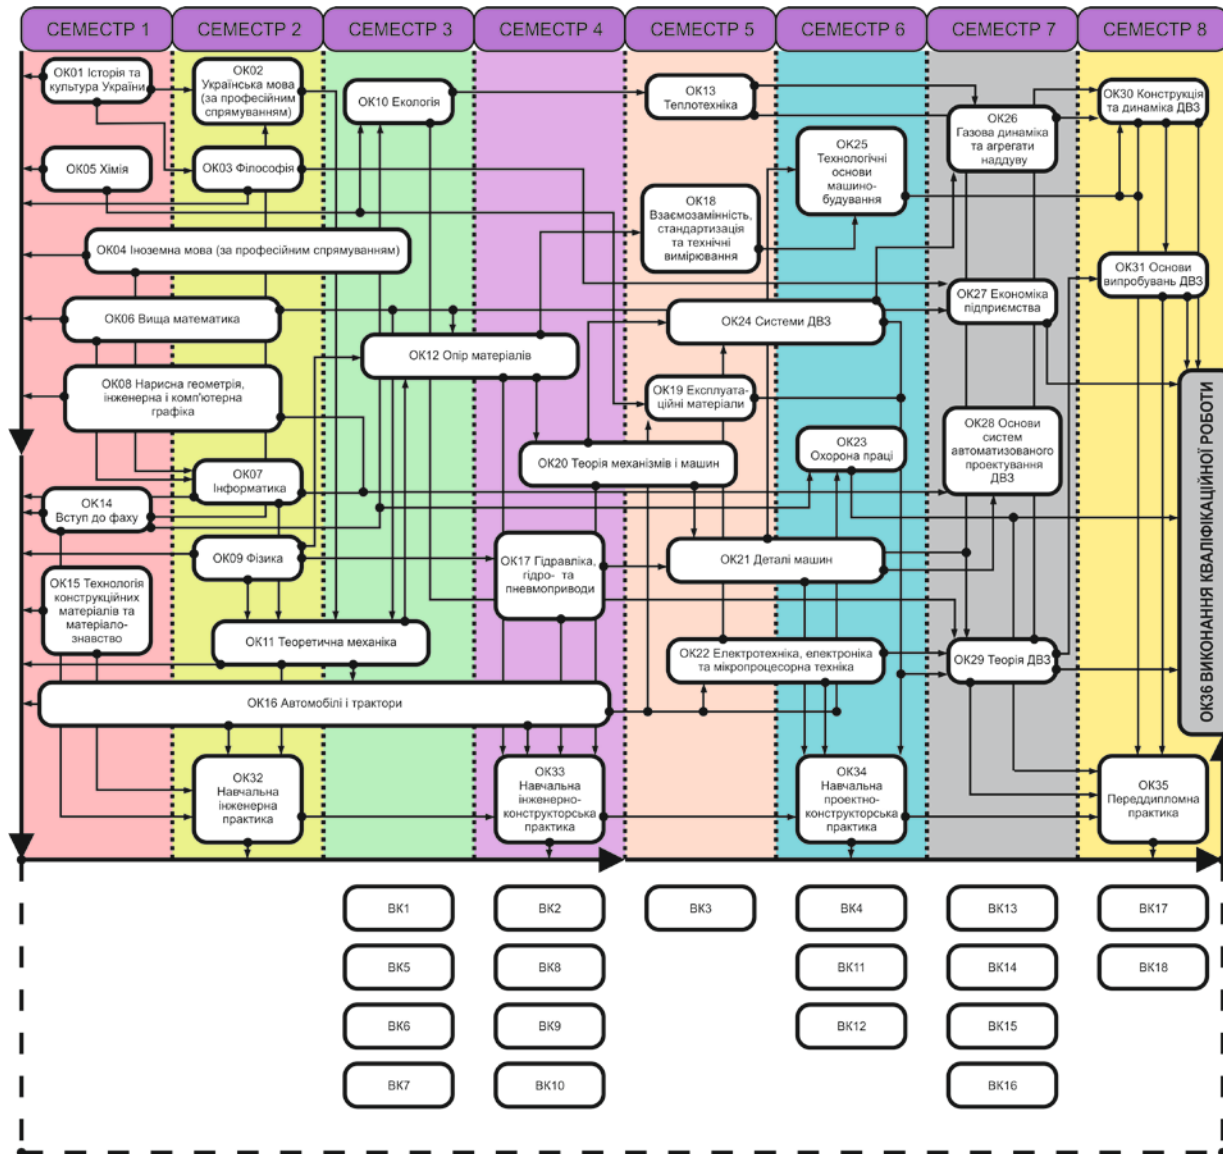 СЕМЕСТР 1
СЕМЕСТР 2
СЕМЕСТР 3
СЕМЕСТР 4
СЕМЕСТР 5
СЕМЕСТР 6
СЕМЕСТР 7
СЕМЕСТР 8
ОК01 Історія та
культура України
ОК02
Українська мова
(за професійним
спрямуванням)
ОК10 Екологія
ОК13
Теплотехніка
ОК26
Газова динаміка
та агрегати
наддуву
ОК30 Конструкція
та динаміка ДВЗ
ОК05 Хімія
ОК03 Філософія
ОК25
Технологічні
основи
машино-
будування
ОК18
Взаємозамінність,
стандартизація
та технічні
вимірювання
ОК04 Іноземна мова (за професійним спрямуванням)
ОК31 Основи
випробувань ДВЗ
ОК06 Вища математика
ОК24 Системи ДВЗ
ОК27 Економіка
підприємства
ОК12 Опір матеріалів
ОК08 Нарисна геометрія,
інженерна і комп'ютерна
графіка
ОК19 Експлуата-
ційні матеріали
ОК28 Основи
систем
автоматизованого
проектування
ДВЗ
ОК36 ВИКОНАННЯ КВАЛІФІКАЦІЙНОЇ РОБОТИ
ОК07
Інформатика
ОК20 Теорія механізмів і машин
ОК23
Охорона праці
ОК14
Вступ до фаху
ОК09 Фізика
ОК17 Гідравліка,
гідро- та
пневмоприводи
ОК21 Деталі машин
ОК15 Технологія
конструкційних
матеріалів та
матеріало-
знавство
ОК11 Теоретична механіка
ОК22 Електротехніка, електроніка
та мікропроцесорна техніка
ОК29 Теорія ДВЗ
ОК16 Автомобілі і трактори
ОК32
Навчальна
інженерна
практика
ОК33
Навчальна
інженерно-
конструкторська
практика
ОК34
Навчальна
проектно-
конструкторська
практика
ОК35
Переддипломна
практика
ВК1
ВК2
ВК3
ВК4
ВК13
ВК17
ВК5
ВК8
ВК11
ВК14
ВК18
ВК6
ВК9
ВК12
ВК15
ВК7
ВК10
ВК16